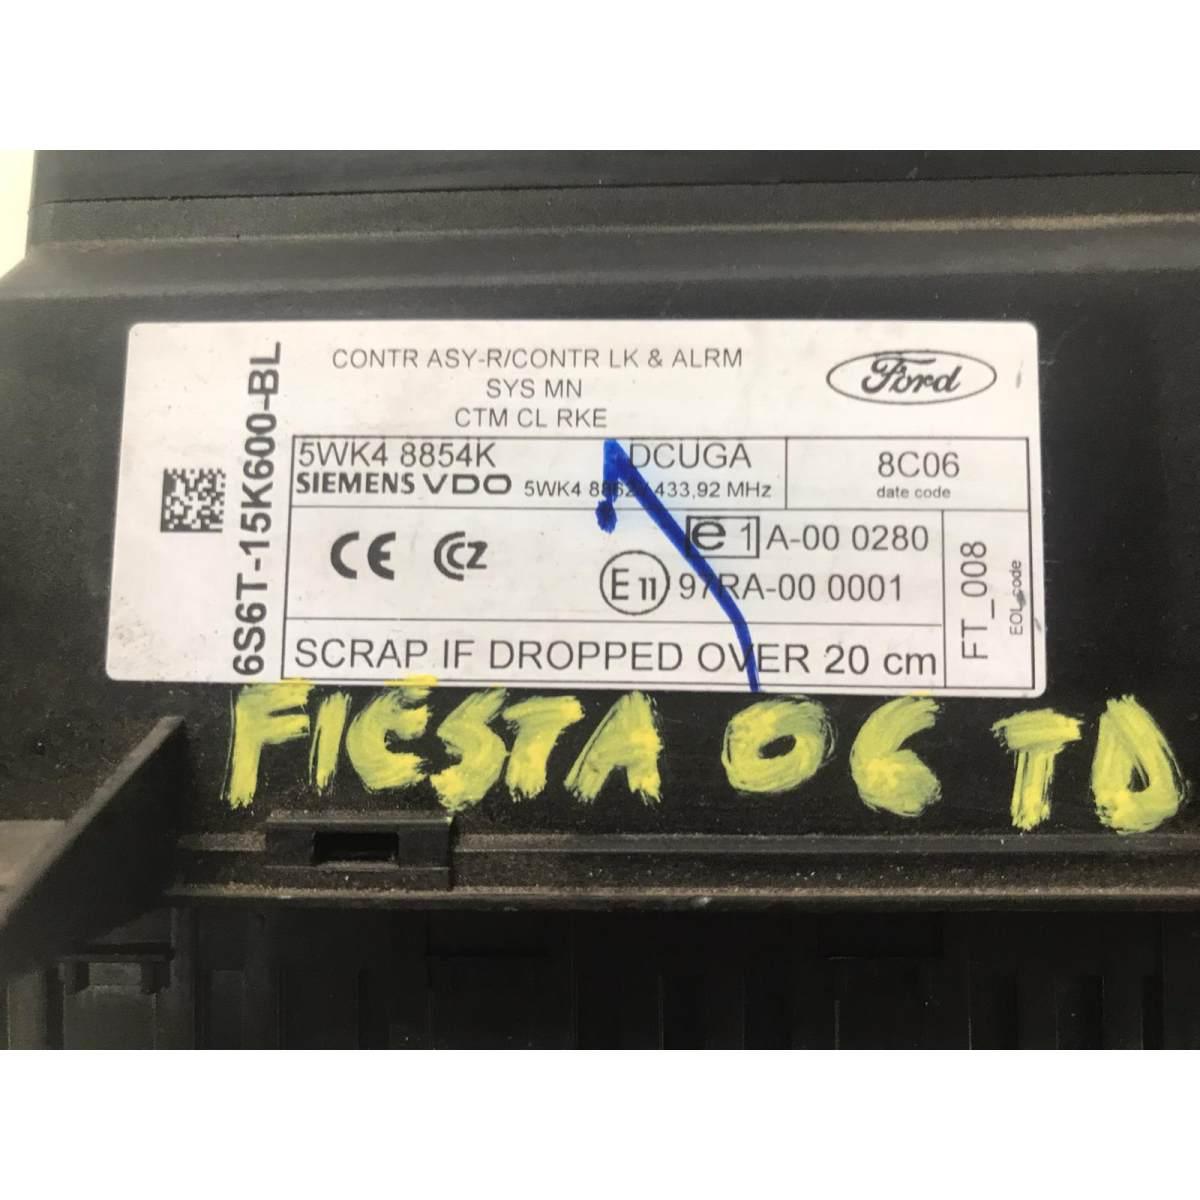 CONTR ASY-R/CONTR LK & ALRM
SYS MN
CTM CL RKE
Ford
6S6T-15K600-BL
5WK4 8854K DCUGA
SIEMENS VDO 5WK4 433,92 MHz
8C06
date code
CE CCZ
e 1 A-00 0280
E 11 97RA-00 0001
FT_008
EOL code
SCRAP IF DROPPED OVER 20 cm
FIESTA 06 TD